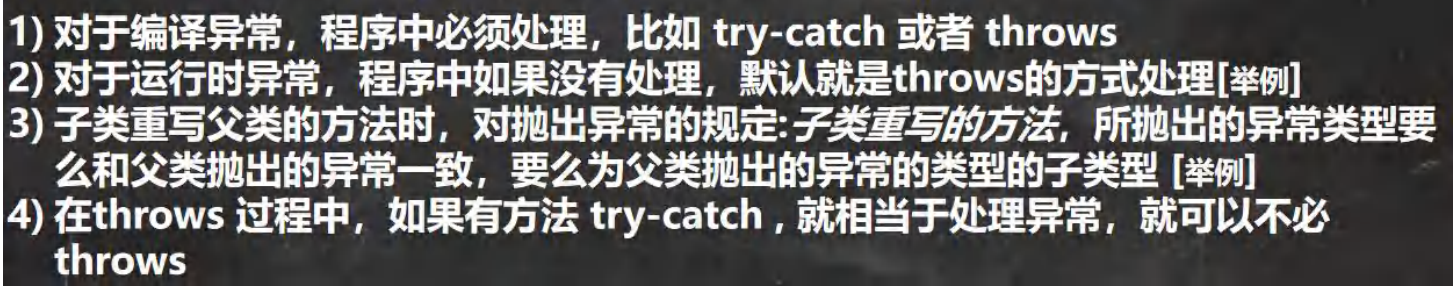 1) 对于编译异常，程序中必须处理，比如 try-catch 或者 throws
2) 对于运行时异常，程序中如果没有处理，默认就是throws的方式处理[举例]
3) 子类重写父类的方法时，对抛出异常的规定:子类重写的方法，所抛出的异常类型要
么和父类抛出的异常一致，要么为父类抛出的异常的类型的子类型 [举例]
4) 在throws 过程中，如果有方法 try-catch , 就相当于处理异常，就可以不必
throws